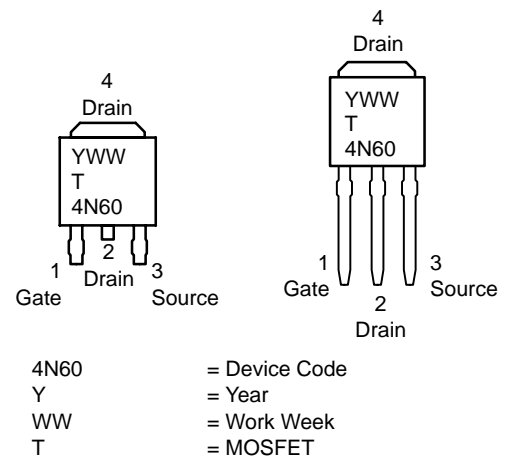 4
Drain
YWW
T
4N60
1
Gate
2
Drain
3
Source
4
Drain
YWW
T
4N60
1
Gate
2
Drain
3
Source
4N60 = Device Code
Y = Year
WW = Work Week
T = MOSFET